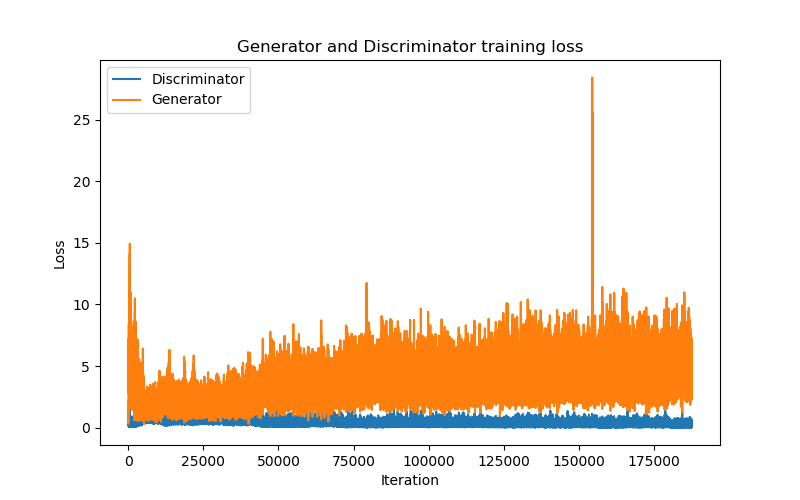 Generator and Discriminator training loss
Discriminator
Generator
Loss
25
20
15
10
5
0
0 25000 50000 75000 100000 125000 150000 175000
Iteration